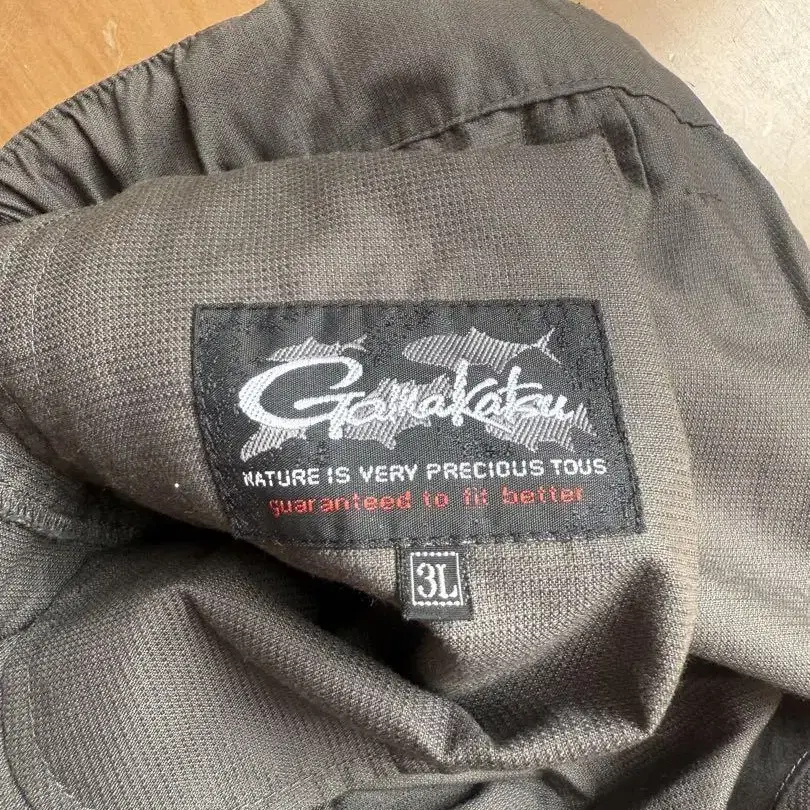 Gamakatsu
NATURE IS VERY PRECIOUS TOUS
guaranteed to fit better
3L